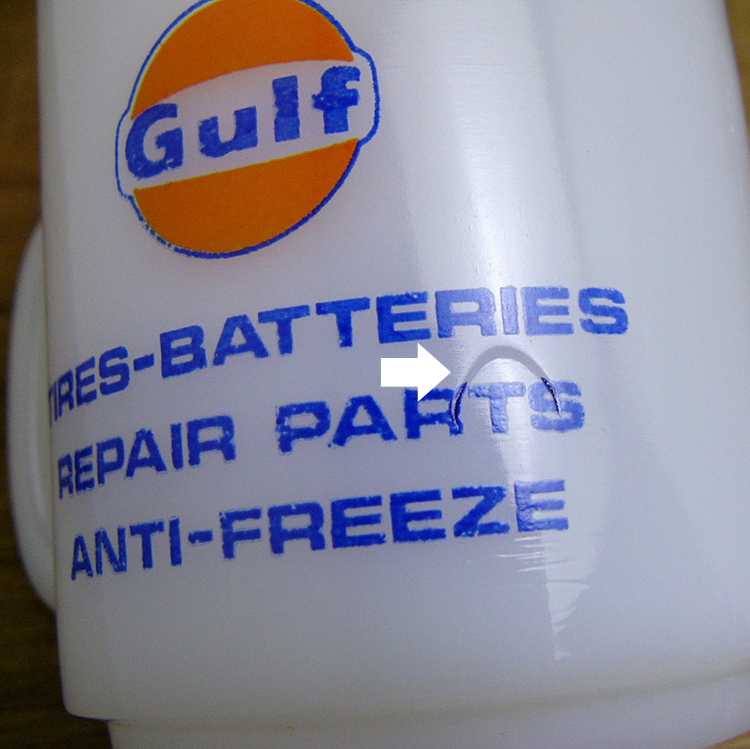 Gulf
TIRES-BATTERIES
REPAIR PARTS
ANTI-FREEZE